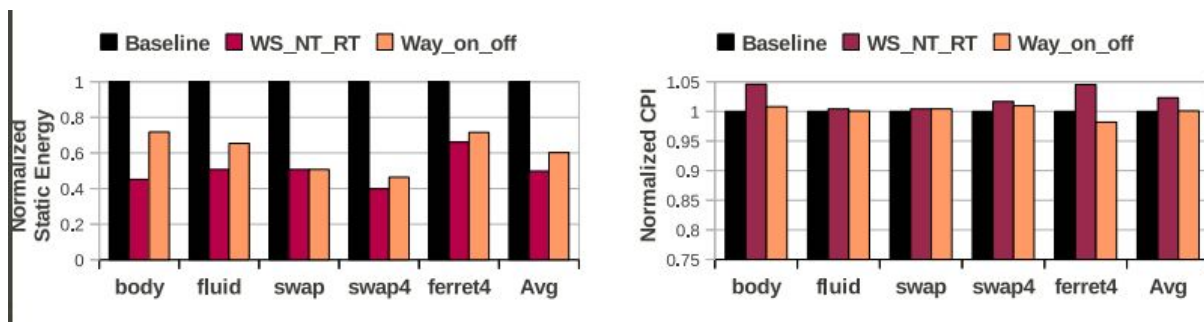 Baseline WS_NT_RT Way_on_off
Normalized
Static Energy
1
0.8
0.6
0.4
0.2
0
body fluid swap swap4 ferret4 Avg
Baseline WS_NT_RT Way_on_off
Normalized CPI
1.05
1
0.95
0.9
0.85
0.8
0.75
body fluid swap swap4 ferret4 Avg